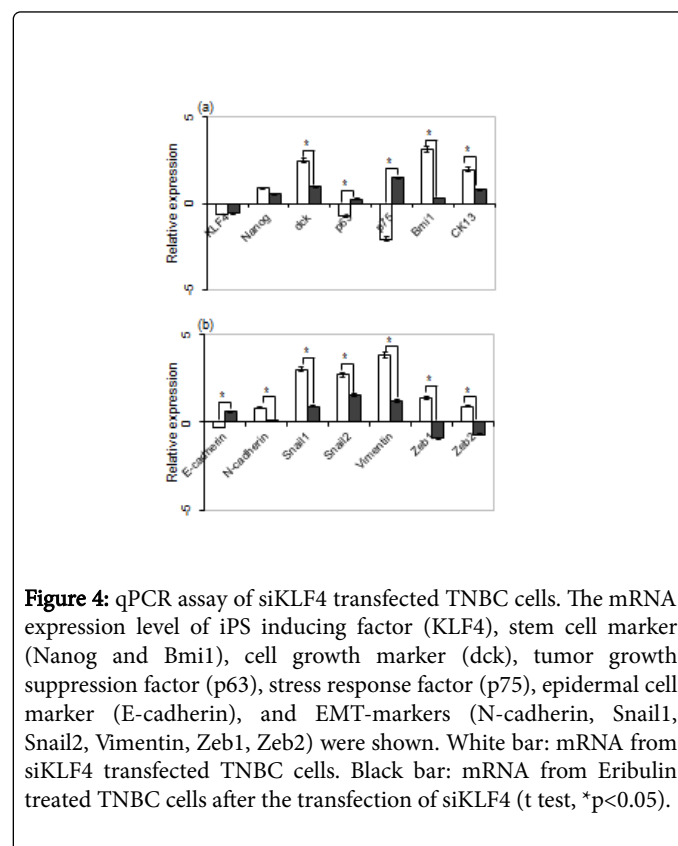 (a)
5
Relative expression
0
-5
*
*
*
*
*
KLF4
Nanog
dck
p63
p75
Bmi1
CK13
(b)
5
Relative expression
0
-5
*
*
*
*
*
*
*
E-cadherin
N-cadherin
Snail1
Snail2
Vimentin
Zeb1
Zeb2
Figure 4: qPCR assay of siKLF4 transfected TNBC cells. The mRNA
expression level of iPS inducing factor (KLF4), stem cell marker
(Nanog and Bmi1), cell growth marker (dck), tumor growth
suppression factor (p63), stress response factor (p75), epidermal cell
marker (E-cadherin), and EMT-markers (N-cadherin, Snail1,
Snail2, Vimentin, Zeb1, Zeb2) were shown. White bar: mRNA from
siKLF4 transfected TNBC cells. Black bar: mRNA from Eribulin
treated TNBC cells after the transfection of siKLF4 (t test, *p<0.05).